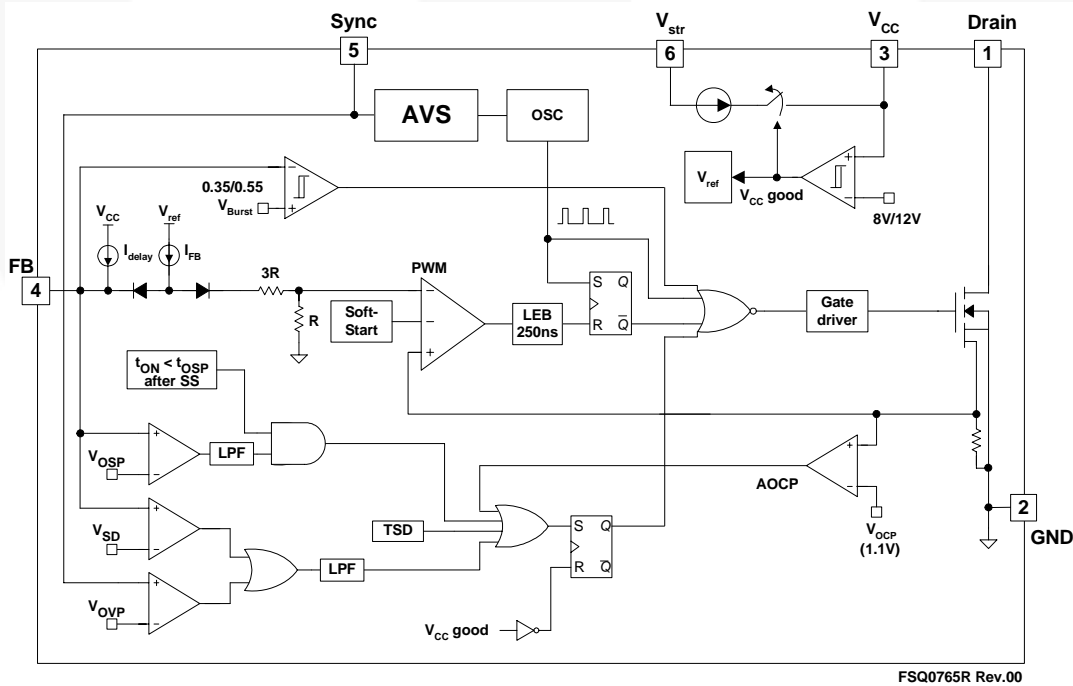 Sync
Vstr
VCC
Drain
5
6
3
1
AVS
OSC
Vref
VCC good
8V/12V
0.35/0.55
VBurst
VCC
Vref
Idelay
IFB
FB
4
3R
R
PWM
Soft-
Start
LEB
250ns
S Q
R Q̅
Gate
driver
tON < tOSP
after SS
VOSP
LPF
AOCP
VOCP
(1.1V)
2
GND
VSD
TSD
S Q
R Q̅
LPF
VOVP
VCC good
FSQ0765R Rev.00